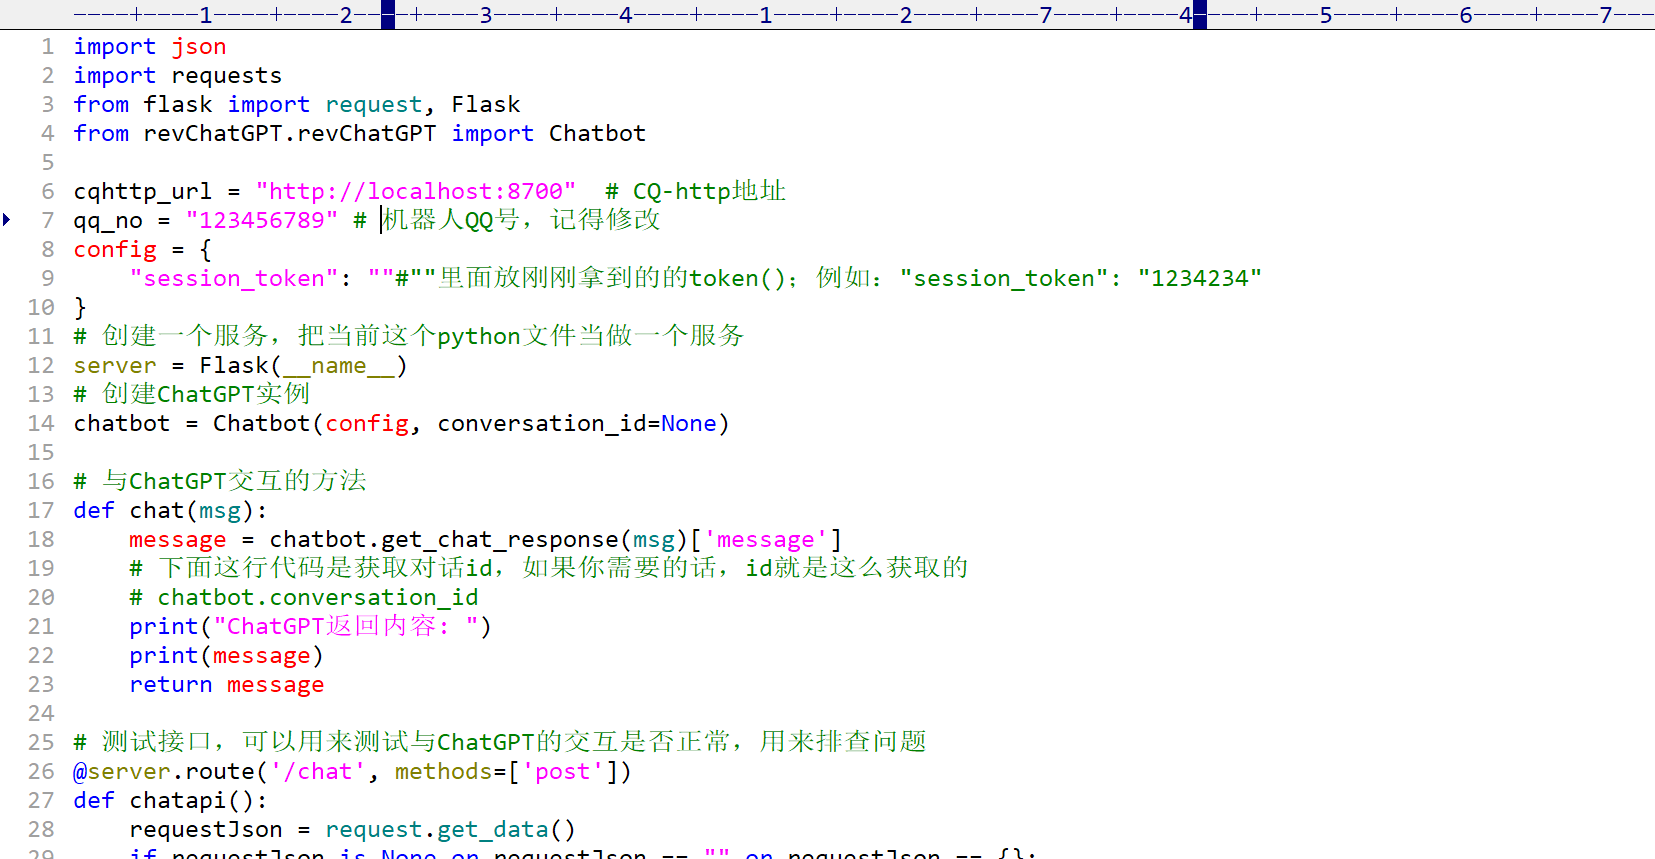 ----+----1----+----2----+----3----+----4----+----1----+----2----+----7----+----4----+----5----+----6----+----7---
1 import json
2 import requests
3 from flask import request, Flask
4 from revChatGPT.revChatGPT import Chatbot
5
6 cqhttp_url = "http://localhost:8700"  # CQ-http地址
7 qq_no = "123456789" # 机器人QQ号，记得修改
8 config = {
9     "session_token": ""#""里面放刚刚拿到的的token()；例如："session_token": "1234234"
10 }
11 # 创建一个服务，把当前这个python文件当做一个服务
12 server = Flask(__name__)
13 # 创建ChatGPT实例
14 chatbot = Chatbot(config, conversation_id=None)
15
16 # 与ChatGPT交互的方法
17 def chat(msg):
18     message = chatbot.get_chat_response(msg)['message']
19     # 下面这行代码是获取对话id，如果你需要的话，id就是这么获取的
20     # chatbot.conversation_id
21     print("ChatGPT返回内容：")
22     print(message)
23     return message
24
25 # 测试接口，可以用来测试与ChatGPT的交互是否正常，用来排查问题
26 @server.route('/chat', methods=['post'])
27 def chatapi():
28     requestJson = request.get_data()
29     if requestJson is None or requestJson == "" or requestJson == {}: